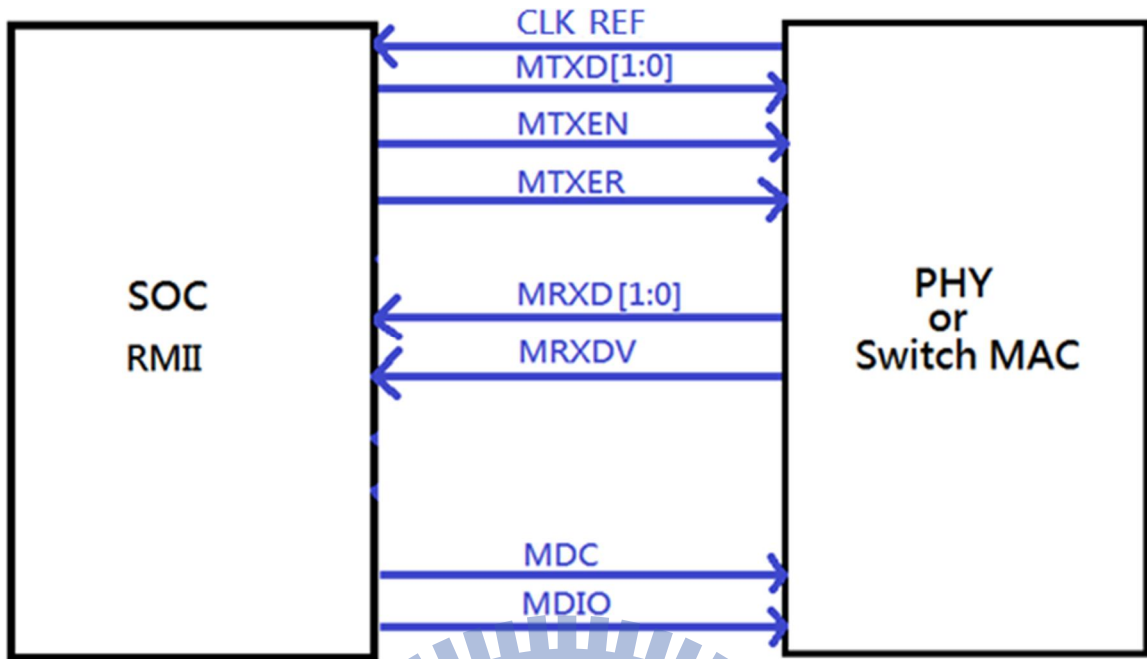 CLK REF
MTXD[1:0]
MTXEN
MTXER
SOC
RMII
MRXD [1:0]
MRXDV
PHY
or
Switch MAC
MDC
MDIO